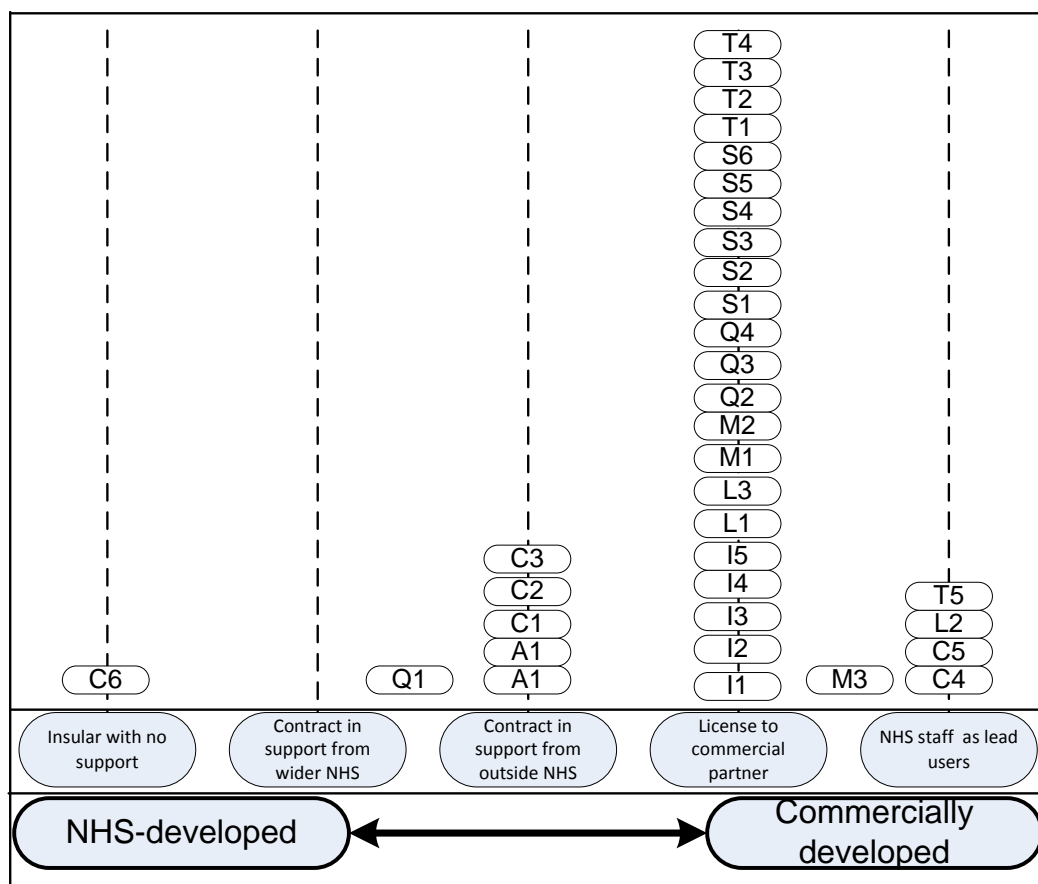 T4
T3
T2
T1
S6
S5
S4
S3
S2
S1
Q4
Q3
Q2
M2
M1
L3
L1
C3
I5
C2
I4
T5
C1
I3
L2
A1
I2
C5
C6
Q1
A1
I1
M3
C4
Insular with no
support
Contract in
support from
wider NHS
Contract in
support from
outside NHS
License to
commercial
partner
NHS staff as lead
users
NHS-developed
Commercially
developed